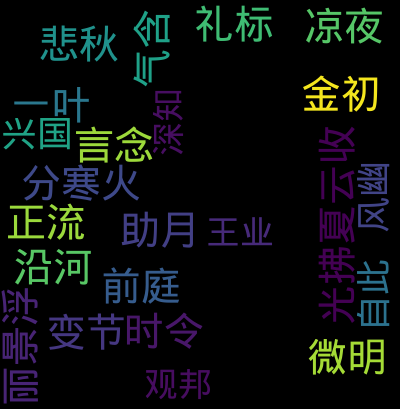 礼标
凉夜
悲秋
气含
金初
一叶
深知
兴国
言念
光拂夏云收
分寒火
幽风
正流
助月
王业
沿河
前庭
自此
丽景浮
变节
时令
微明
观邦